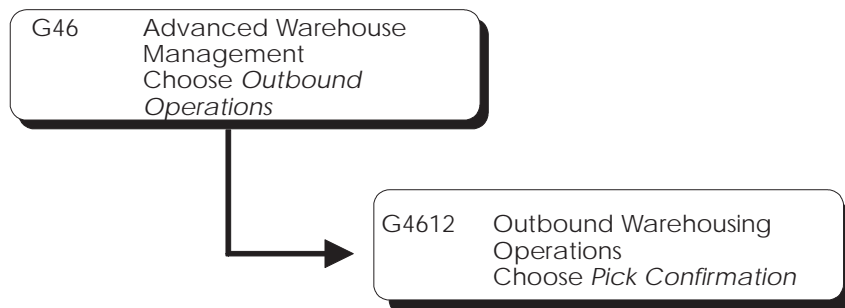 G46 Advanced Warehouse
Management
Choose Outbound
Operations
G4612 Outbound Warehousing
Operations
Choose Pick Confirmation